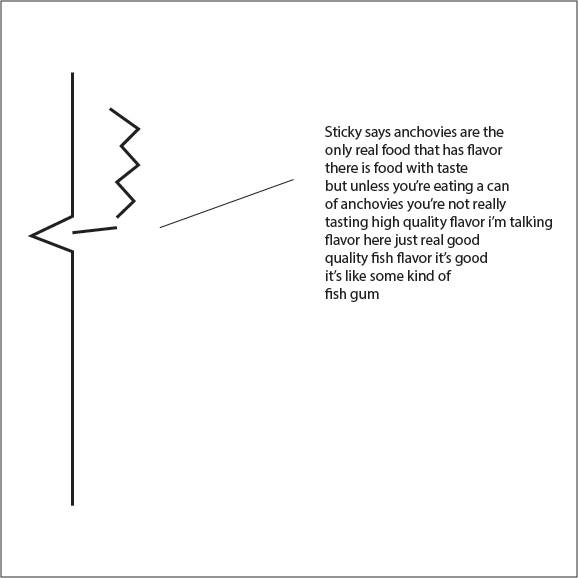 Sticky says anchovies are the
only real food that has flavor
there is food with taste
but unless you're eating a can
of anchovies you're not really
tasting high quality flavor i'm talking
flavor here just real good
quality fish flavor it's good
it's like some kind of
fish gum